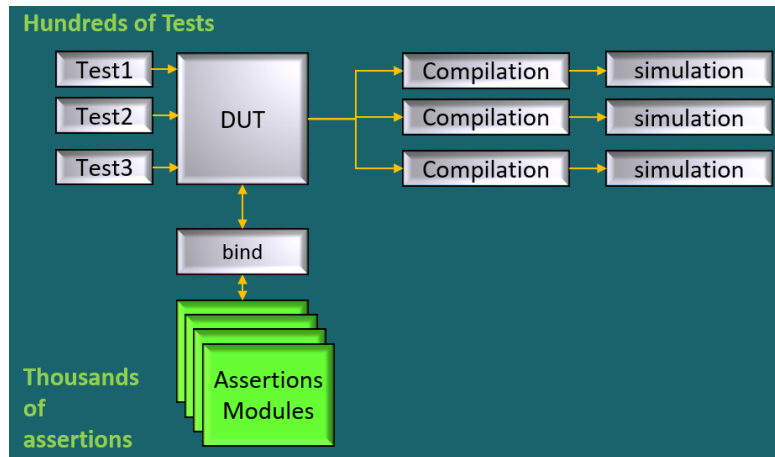 Hundreds of Tests
Test1
Compilation
simulation
Test2
DUT
Compilation
simulation
Test3
Compilation
simulation
bind
Thousands
of
assertions
Assertions
Modules